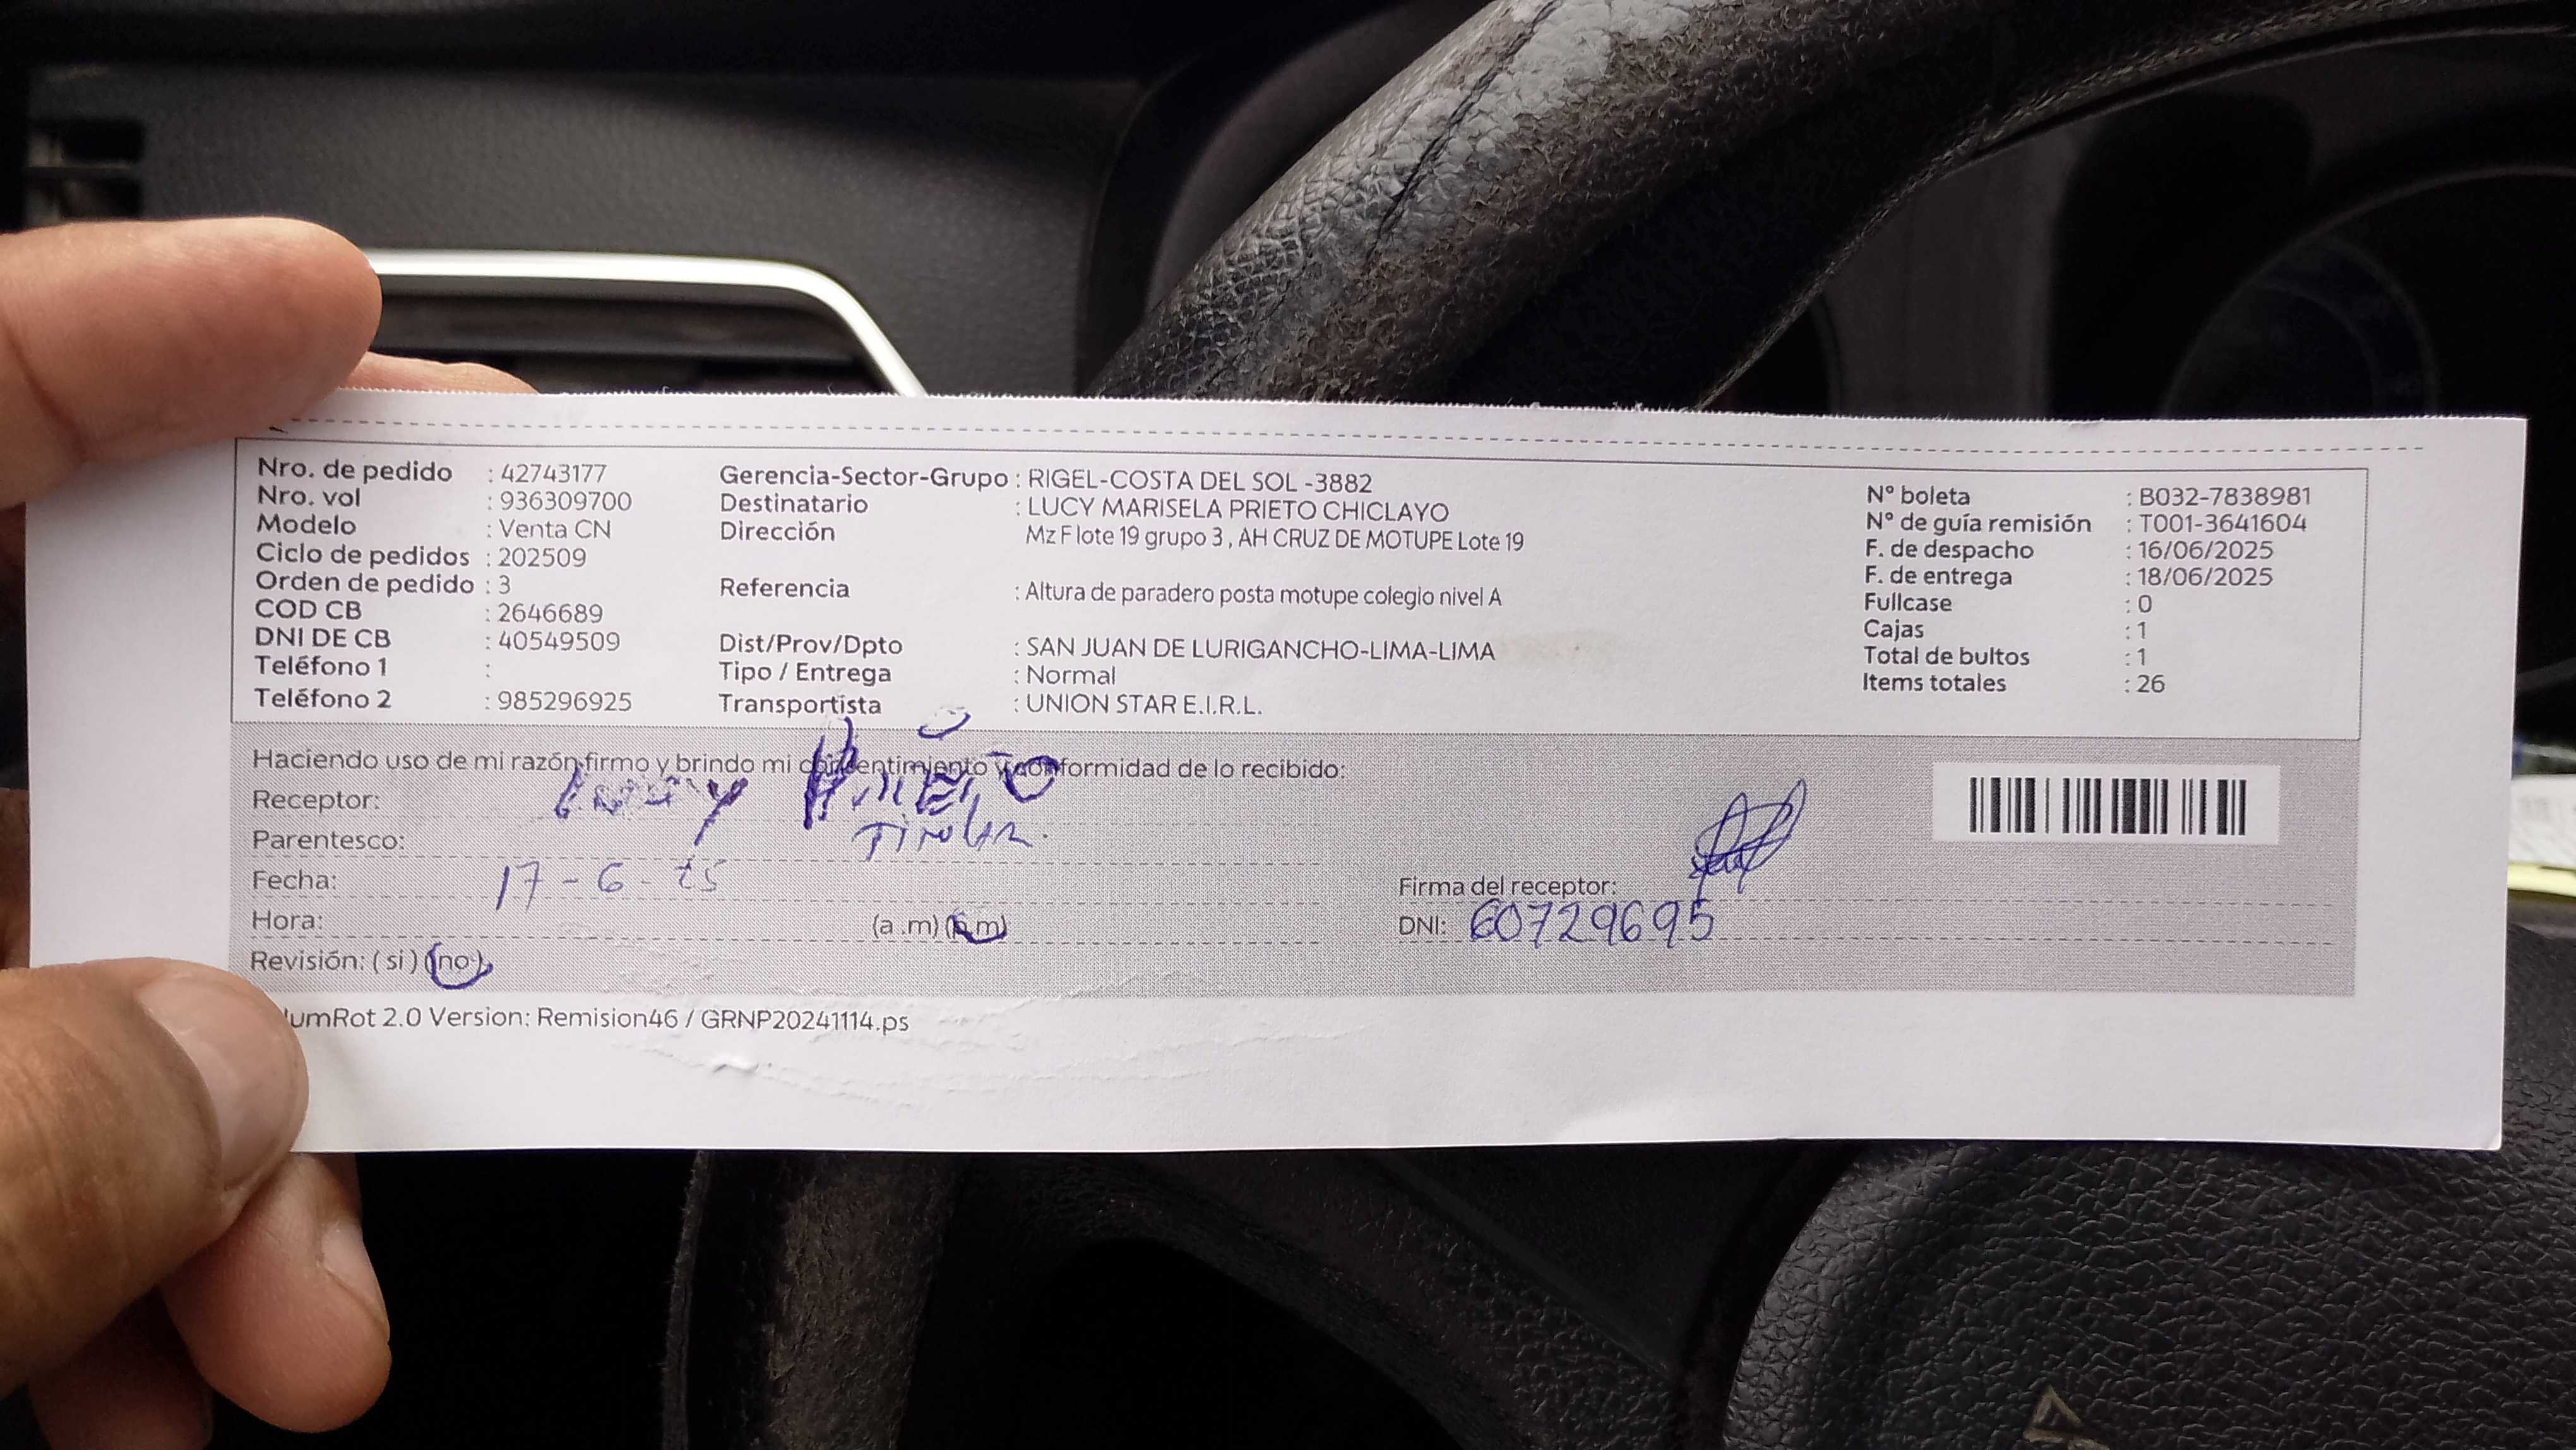 Nro. de pedido : 42743177
Nro. vol : 936309700
Modelo : Venta CN
Ciclo de pedidos : 202509
Orden de pedido : 3
COD CB : 2646689
DNI DE CB : 40549509
Teléfono 1 :
Teléfono 2 : 985296925
Gerencia-Sector-Grupo : RIGEL-COSTA DEL SOL -3882
Destinatario : LUCY MARISELA PRIETO CHICLAYO
Dirección Mz F lote 19 grupo 3 , AH CRUZ DE MOTUPE Lote 19
Referencia : Altura de paradero posta motupe colegio nivel A
Dist/Prov/Dpto : SAN JUAN DE LURIGANCHO-LIMA-LIMA
Tipo / Entrega : Normal
Transportista : UNION STAR E.I.R.L.
N° boleta : B032-7838981
N° de guía remisión : T001-3641604
F. de despacho : 16/06/2025
F. de entrega : 18/06/2025
Fullcase : 0
Cajas : 1
Total de bultos : 1
Items totales : 26
Haciendo uso de mi razón firmo y brindo mi consentimiento y conformidad de lo recibido:
Receptor:
Parentesco:
Fecha: 17-6-25
Hora: (a .m) (p.m)
Revisión: ( si ) (no)
Firma del receptor:
DNI: 60729695
umRot 2.0 Version: Remision46 / GRNP20241114.ps